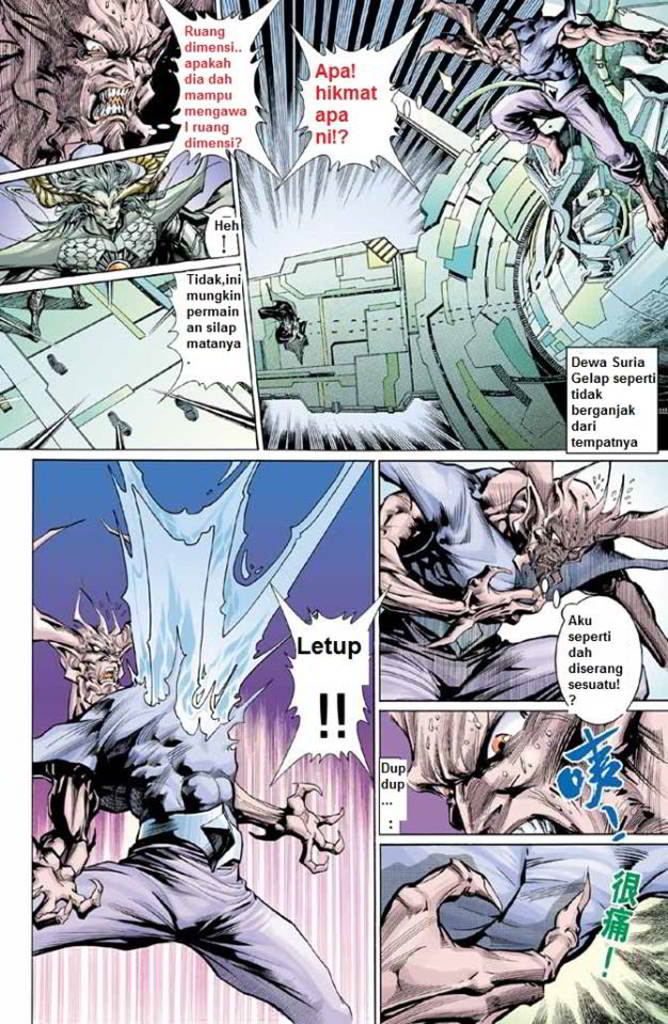 Ruang
dimensi..
apakah
dia dah
mampu
mengawa
l ruang
dimensi?
Apa!
hikmat
apa
ni!?
Heh
!
Tidak,ini
mungkin
permain
an silap
matanya
.
Dewa Suria
Gelap seperti
tidak
berganjak
dari
tempatnya
Letup
!!
Aku
seperti
dah
diserang
sesuatu!
?
Dup
dup
...
:
咦、!
很痛！